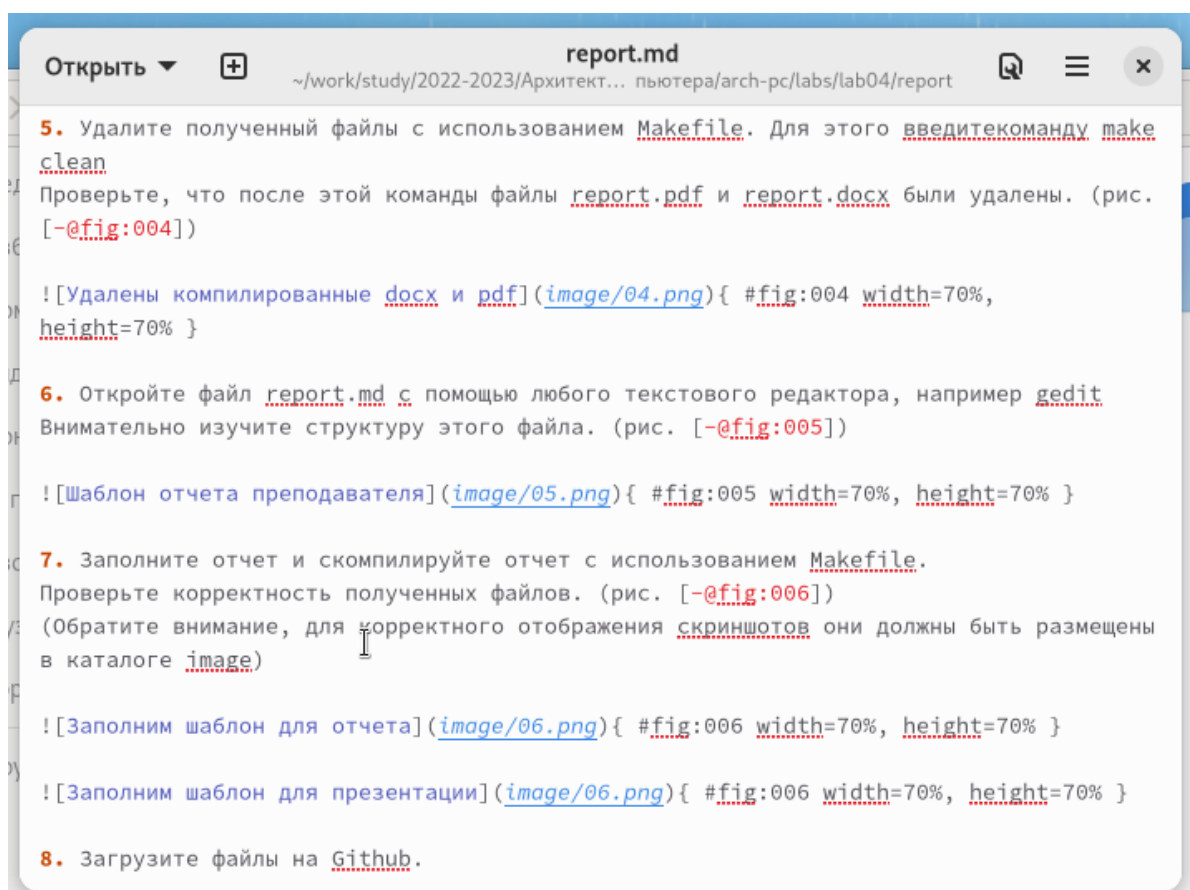 Открыть
report.md
~/work/study/2022-2023/Архитект… пьютера/arch-pc/labs/lab04/report
5. Удалите полученный файлы с использованием Makefile. Для этого введитекоманду make
clean
Проверьте, что после этой команды файлы report.pdf и report.docx были удалены. (рис.
[-@fig:004])
![Удалены компилированные docx и pdf](image/04.png){ #fig:004 width=70%,
height=70% }
6. Откройте файл report.md с помощью любого текстового редактора, например gedit
Внимательно изучите структуру этого файла. (рис. [-@fig:005])
![Шаблон отчета преподавателя](image/05.png){ #fig:005 width=70%, height=70% }
7. Заполните отчет и скомпилируйте отчет с использованием Makefile.
Проверьте корректность полученных файлов. (рис. [-@fig:006])
(Обратите внимание, для корректного отображения скриншотов они должны быть размещены
в каталоге image)
![Заполним шаблон для отчета](image/06.png){ #fig:006 width=70%, height=70% }
![Заполним шаблон для презентации](image/06.png){ #fig:006 width=70%, height=70% }
8. Загрузите файлы на Github.